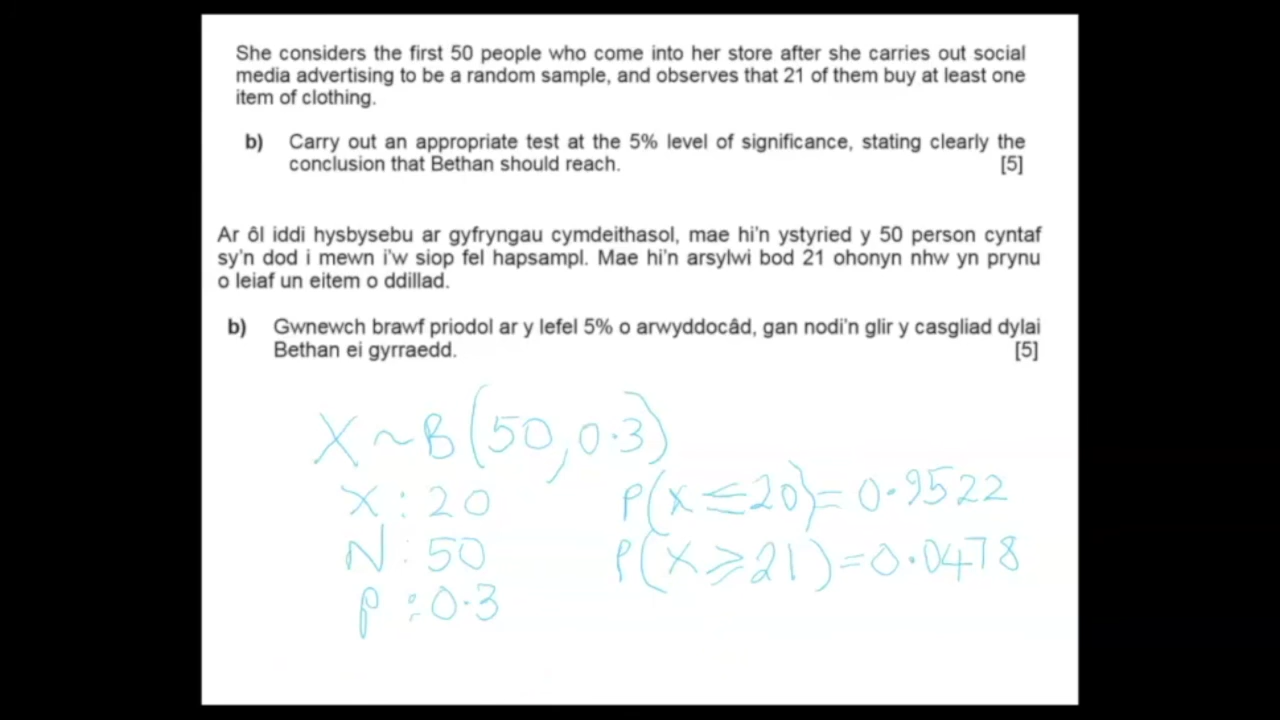 She considers the first 50 people who come into her store after she carries out social
media advertising to be a random sample, and observes that 21 of them buy at least one
item of clothing.
b) Carry out an appropriate test at the 5% level of significance, stating clearly the
conclusion that Bethan should reach. [5]
Ar ôl iddi hysbysebu ar gyfryngau cymdeithasol, mae hi'n ystyried y 50 person cyntaf
sy'n dod i mewn i'w siop fel hapsampl. Mae hi'n arsylwi bod 21 ohonyn nhw yn prynu
o leiaf un eitem o ddillad.
b) Gwnewch brawf priodol ar y lefel 5% o arwyddocâd, gan nodi'n glir y casgliad dylai
Bethan ei gyrraedd. [5]
X ~ B(50, 0.3)
x : 20 P(X ≤ 20) = 0.9522
N : 50 P(X ≥ 21) = 0.0478
p : 0.3